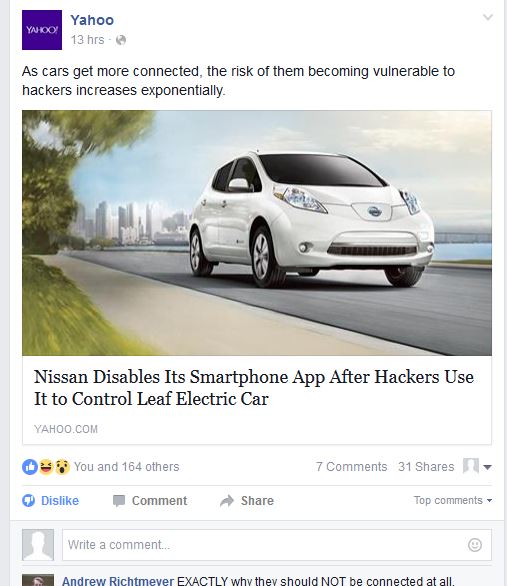 YAHOO!
Yahoo
13 hrs ·
As cars get more connected, the risk of them becoming vulnerable to
hackers increases exponentially.
Nissan Disables Its Smartphone App After Hackers Use
It to Control Leaf Electric Car
YAHOO.COM
You and 164 others 7 Comments 31 Shares
Dislike Comment Share Top comments
Write a comment...
Andrew Richtmeyer EXACTLY why they should NOT be connected at all.